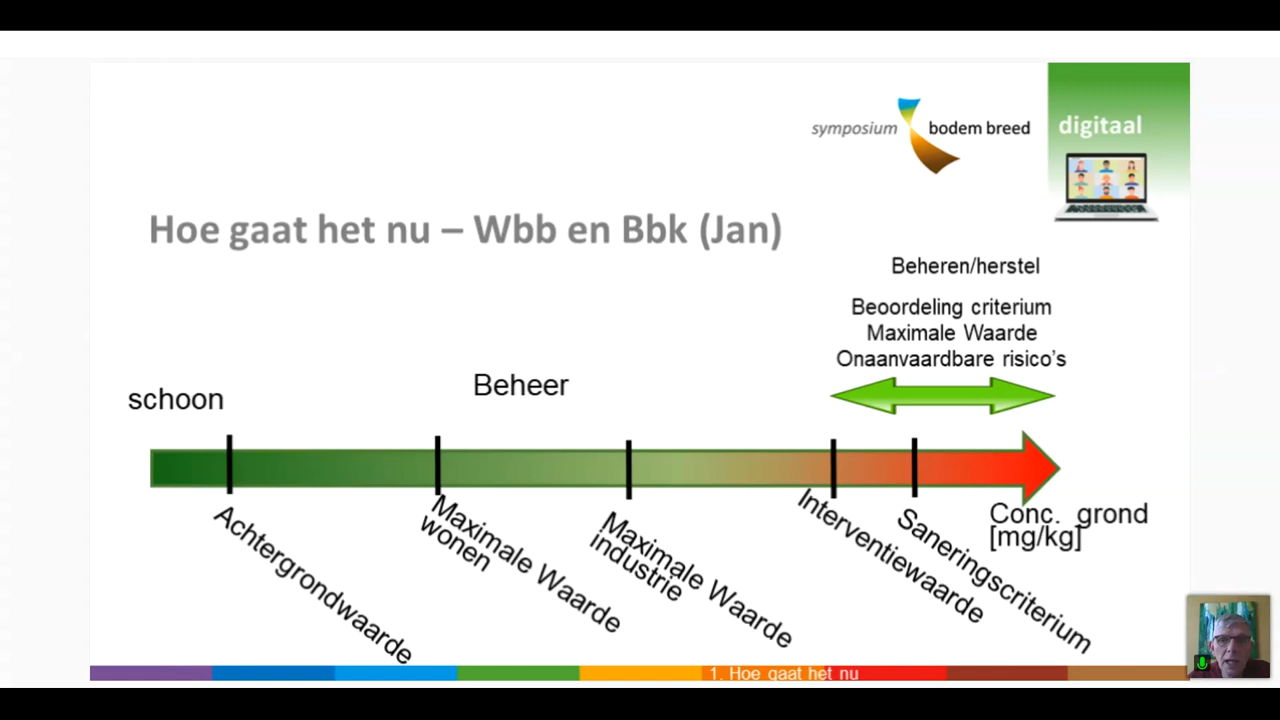 symposium bodem breed
digitaal
Hoe gaat het nu – Wbb en Bbk (Jan)
Beheren/herstel
Beoordeling criterium
Maximale Waarde
Onaanvaardbare risico's
schoon
Beheer
Achtergrondwaarde
Maximale Waarde
wonen
Maximale Waarde
industrie
Interventiewaarde
Saneringscriterium
Conc. grond
[mg/kg]
1. Hoe gaat het nu